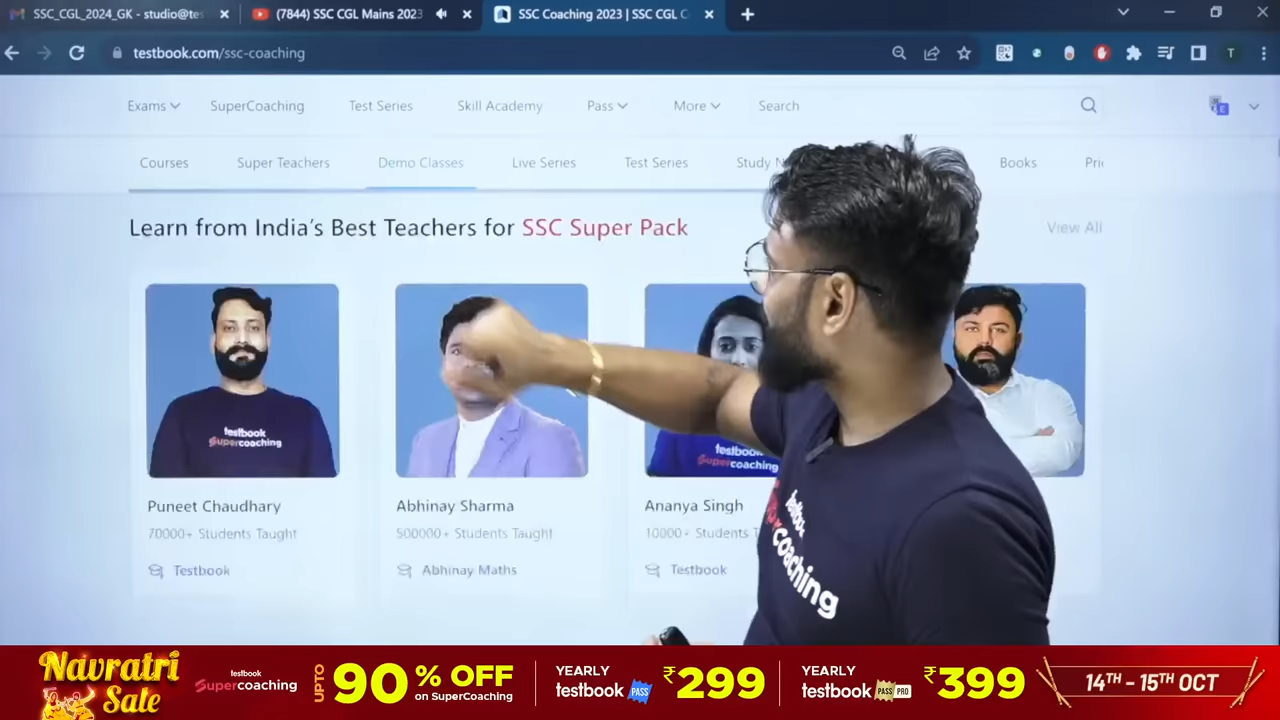 SSC_CGL_2024_GK - studio@tes
(7844) SSC CGL Mains 2023
SSC Coaching 2023 | SSC CGL C
testbook.com/ssc-coaching
T
Exams
SuperCoaching
Test Series
Skill Academy
Pass
More
Search
E
Courses
Super Teachers
Demo Classes
Live Series
Test Series
Study N
Books
Pri
Learn from India's Best Teachers for SSC Super Pack
View All
testbook
Supercoaching
testbook
Supercoaching
Puneet Chaudhary
Abhinay Sharma
Ananya Singh
70000+ Students Taught
500000+ Students Taught
10000+ Students T
Testbook
Abhinay Maths
Testbook
testbo
coaching
Navratri
Sale
testbook
Supercoaching
UPTO
90% OFF
on SuperCoaching
YEARLY
testbook PASS
₹299
YEARLY
testbook PASS PRO
₹399
14TH - 15TH OCT